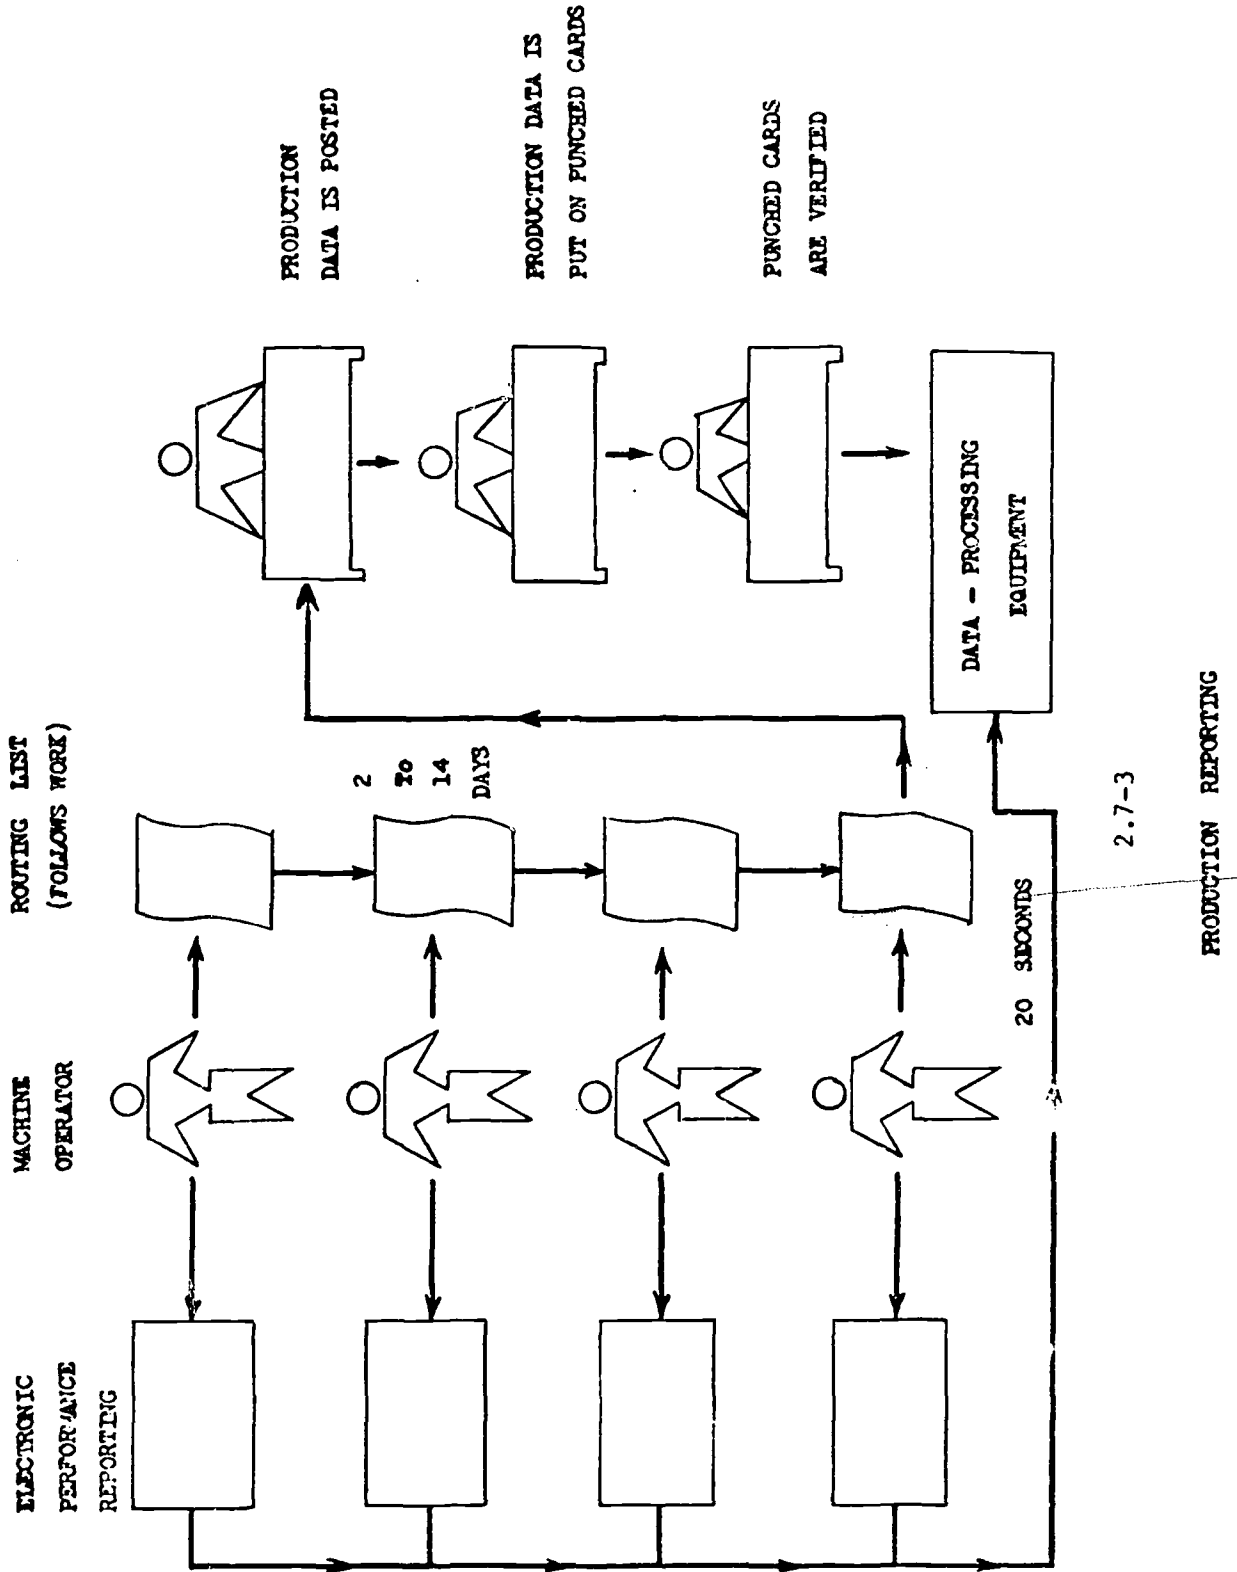 ELECTRONIC
PERFORMANCE
REPORTING
MACHINE
OPERATOR
ROUTING LIST
(FOLLOWS WORK)
2
TO
14
DAYS
PRODUCTION
DATA IS POSTED
PRODUCTION DATA IS
PUT ON PUNCHED CARDS
PUNCHED CARDS
ARE VERIFIED
DATA - PROCESSING
EQUIPMENT
20 SECONDS
2.7-3
PRODUCTION REPORTING